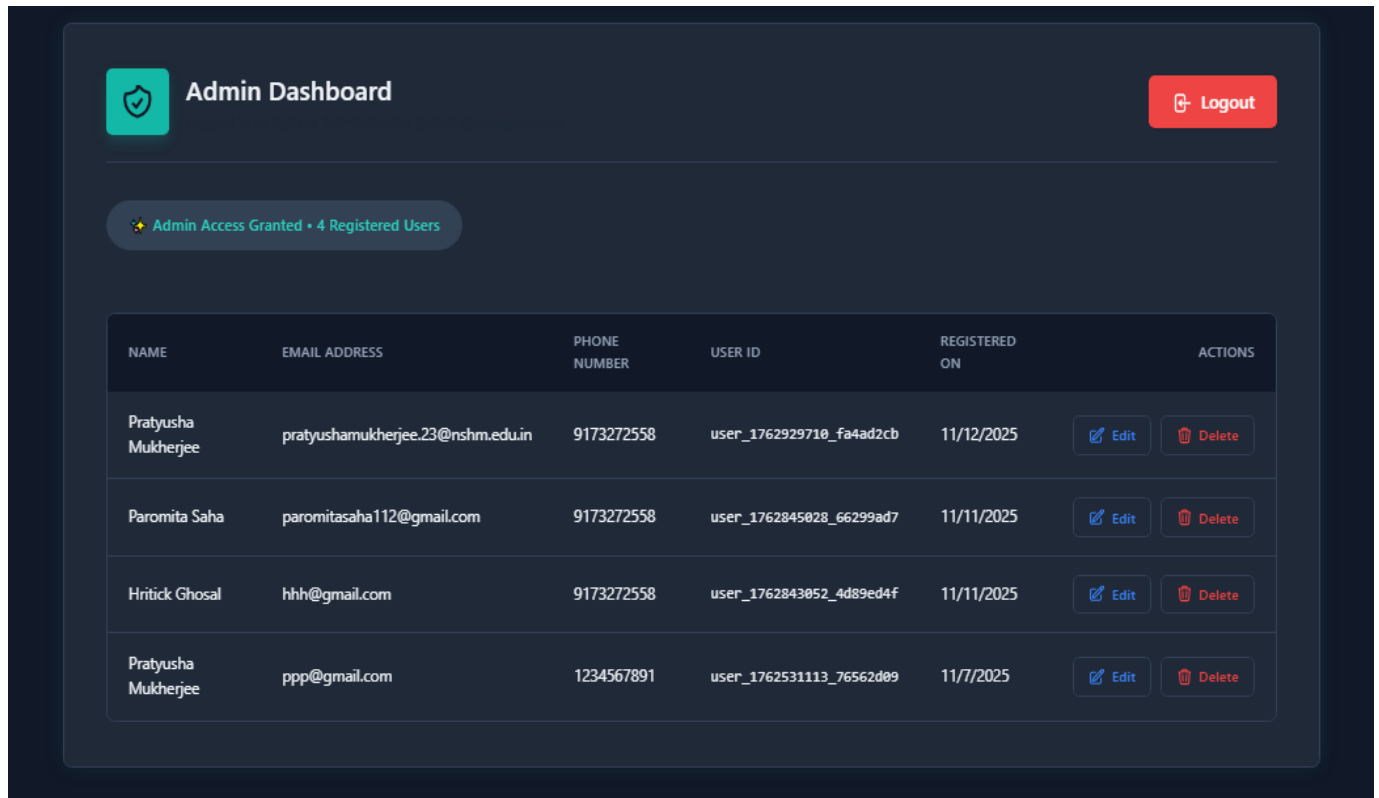 Admin Dashboard
Logout
✨ Admin Access Granted • 4 Registered Users
NAME EMAIL ADDRESS PHONE NUMBER USER ID REGISTERED ON ACTIONS
Pratyusha Mukherjee pratyushamukherjee.23@nshm.edu.in 9173272558 user_1762929710_fa4ad2cb 11/12/2025 Edit Delete
Paromita Saha paromitasaha112@gmail.com 9173272558 user_1762845028_66299ad7 11/11/2025 Edit Delete
Hritick Ghosal hhh@gmail.com 9173272558 user_1762843052_4d89ed4f 11/11/2025 Edit Delete
Pratyusha Mukherjee ppp@gmail.com 1234567891 user_1762531113_76562d09 11/7/2025 Edit Delete